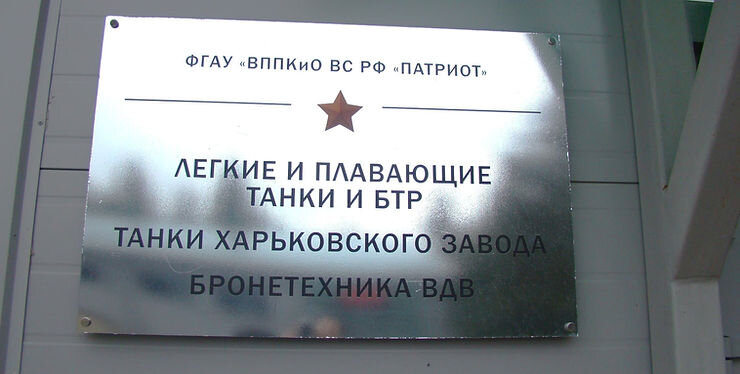 ФГАУ «ВППКиО ВС РФ «ПАТРИОТ»
ЛЕГКИЕ И ПЛАВАЮЩИЕ
ТАНКИ И БТР
ТАНКИ ХАРЬКОВСКОГО ЗАВОДА
БРОНЕТЕХНИКА ВДВ